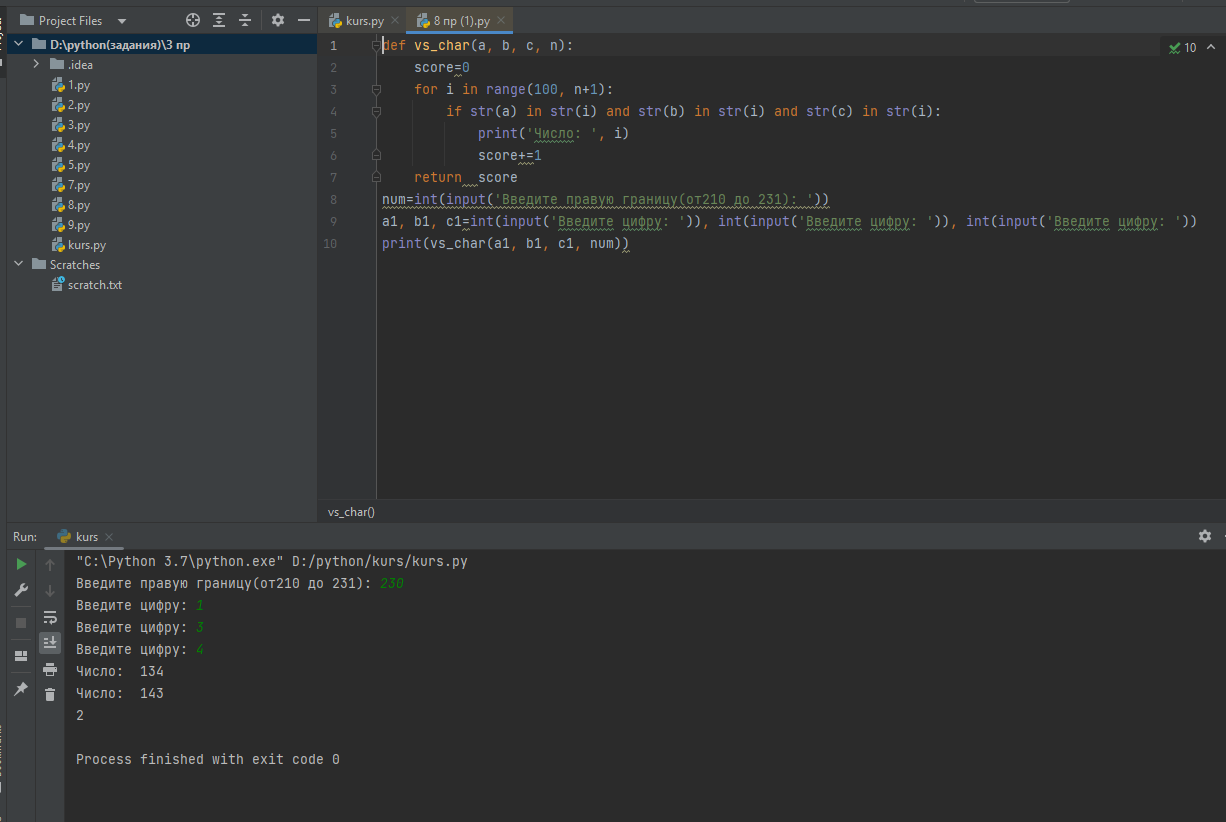 Project Files
kurs.py
8 пр (1).py
D:\python(задания)\3 пр
.idea
1.py
2.py
3.py
4.py
5.py
7.py
8.py
9.py
kurs.py
Scratches
scratch.txt
10
1 def vs_char(a, b, c, n):
2 score=0
3 for i in range(100, n+1):
4 if str(a) in str(i) and str(b) in str(i) and str(c) in str(i):
5 print('Число: ', i)
6 score+=1
7 return  score
8 num=int(input('Введите правую границу(от210 до 231): '))
9 a1, b1, c1=int(input('Введите цифру: ')), int(input('Введите цифру: ')), int(input('Введите цифру: '))
10 print(vs_char(a1, b1, c1, num))
vs_char()
Run: kurs
"C:\Python 3.7\python.exe" D:/python/kurs/kurs.py
Введите правую границу(от210 до 231): 230
Введите цифру: 1
Введите цифру: 3
Введите цифру: 4
Число:  134
Число:  143
2
Process finished with exit code 0